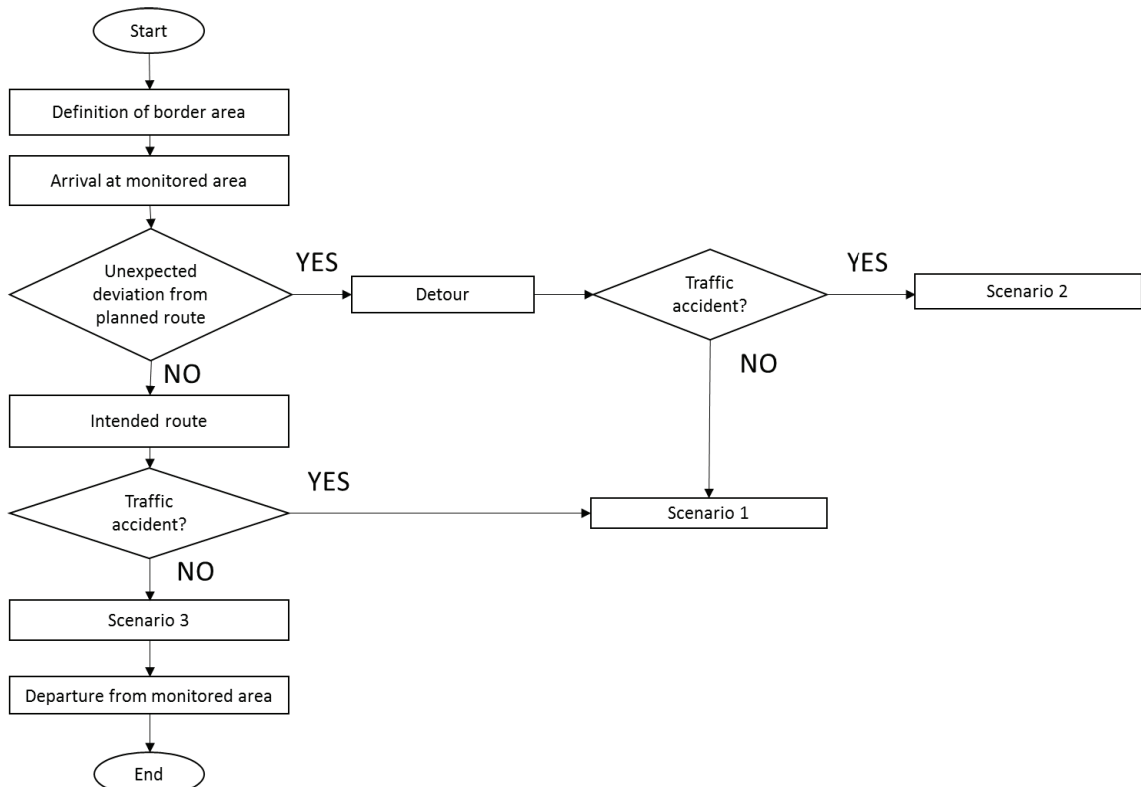 Start
Definition of border area
Arrival at monitored area
Unexpected
deviation from
planned route
YES
Detour
Traffic
accident?
YES
Scenario 2
NO
NO
Intended route
Traffic
accident?
YES
Scenario 1
NO
Scenario 3
Departure from monitored area
End